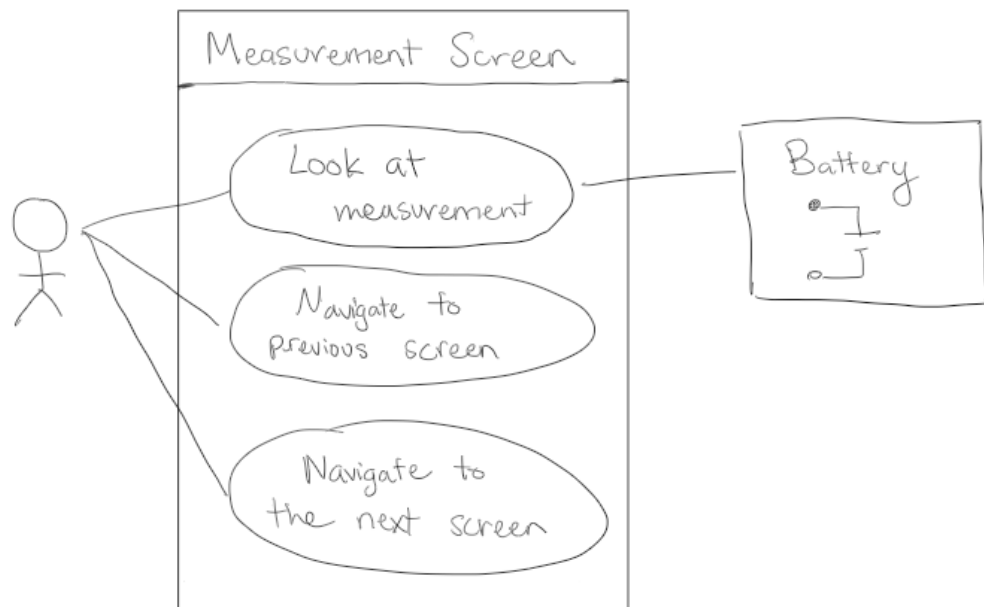 Measurement Screen
Look at
measurement
Battery
Navigate to
previous screen
Navigate to
the next screen